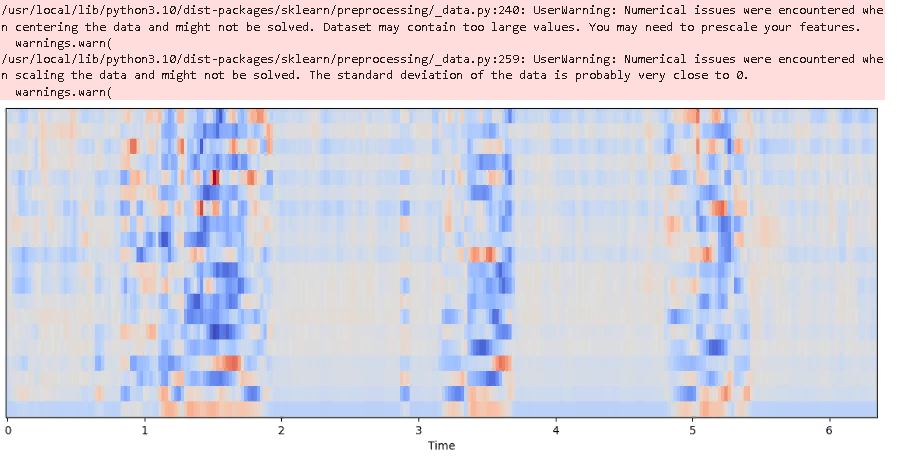 /usr/local/lib/python3.10/dist-packages/sklearn/preprocessing/_data.py:240: UserWarning: Numerical issues were encountered whe
n centering the data and might not be solved. Dataset may contain too large values. You may need to prescale your features.
  warnings.warn(
/usr/local/lib/python3.10/dist-packages/sklearn/preprocessing/_data.py:259: UserWarning: Numerical issues were encountered whe
n scaling the data and might not be solved. The standard deviation of the data is probably very close to 0.
  warnings.warn(
0 1 2 3 4 5 6
Time